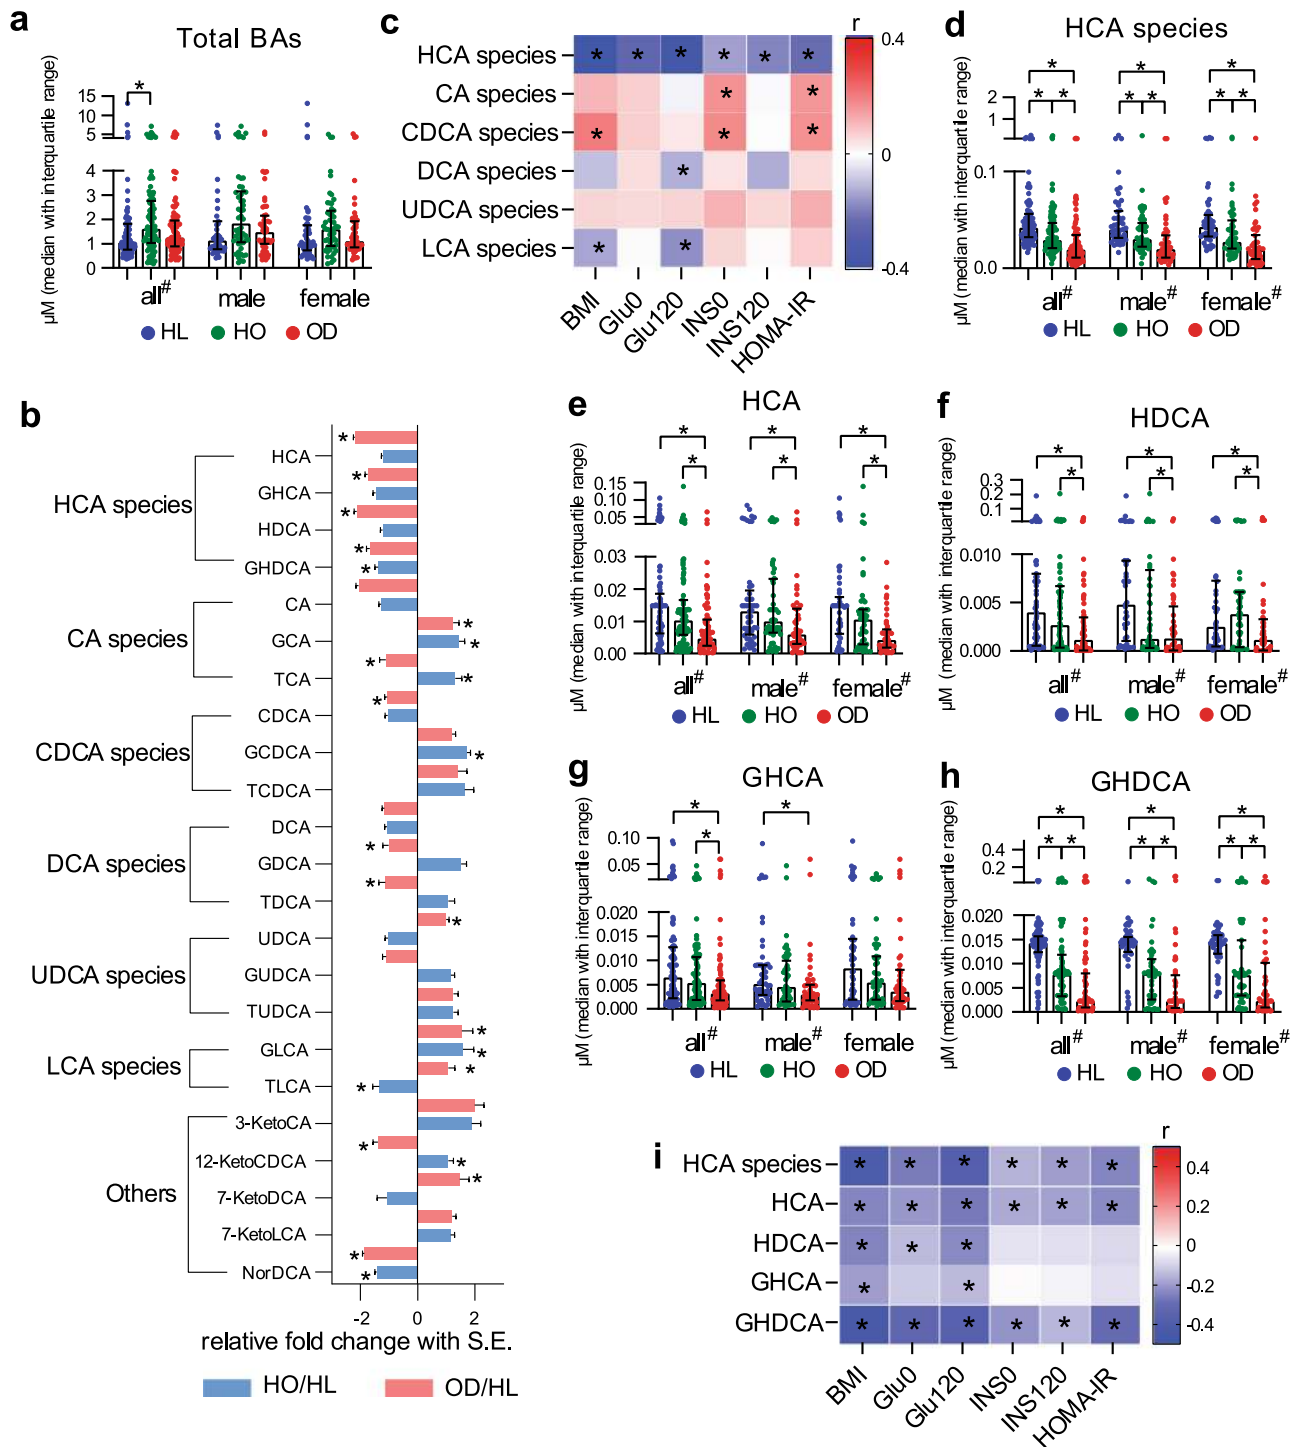 a
Total BAs
µM (median with interquartile range)
15
10
5
4
3
2
1
0
*
all#
male
female
HL
HO
OD
b
HCA species
CA species
CDCA species
DCA species
UDCA species
LCA species
Others
HCA
GHCA
HDCA
GHDCA
CA
GCA
TCA
CDCA
GCDCA
TCDCA
DCA
GDCA
TDCA
UDCA
GUDCA
TUDCA
GLCA
TLCA
3-KetoCA
12-KetoCDCA
7-KetoDCA
7-KetoLCA
NorDCA
* * * * * * * * * * * * * * * * * * * * * * *
-2 0 2
relative fold change with S.E.
HO/HL
OD/HL
c
r
HCA species * * * * * *
CA species * *
CDCA species * * *
DCA species *
UDCA species
LCA species * *
BMI
Glu0
Glu120
INS0
INS120
HOMA-IR
0.4
0
-0.4
d
HCA species
µM (median with interquartile range)
2
1
0.1
0.0
* * *
* * *
* * *
all#
male#
female#
HL
HO
OD
e
HCA
µM (median with interquartile range)
0.15
0.10
0.05
0.03
0.02
0.01
0.00
* *
* *
* *
all#
male#
female#
HL
HO
OD
f
HDCA
µM (median with interquartile range)
0.3
0.2
0.1
0.010
0.005
0.000
* *
* *
* *
all#
male#
female#
HL
HO
OD
g
GHCA
µM (median with interquartile range)
0.10
0.05
0.020
0.015
0.010
0.005
0.000
* *
*
all#
male#
female
HL
HO
OD
h
GHDCA
µM (median with interquartile range)
0.4
0.2
0.020
0.015
0.010
0.005
0.000
* * *
* * *
* * *
all#
male#
female#
HL
HO
OD
i
r
HCA species * * * * * *
HCA * * * * * *
HDCA * * *
GHCA * *
GHDCA * * * * * *
BMI
Glu0
Glu120
INS0
INS120
HOMA-IR
0.4
0.2
0
-0.2
-0.4